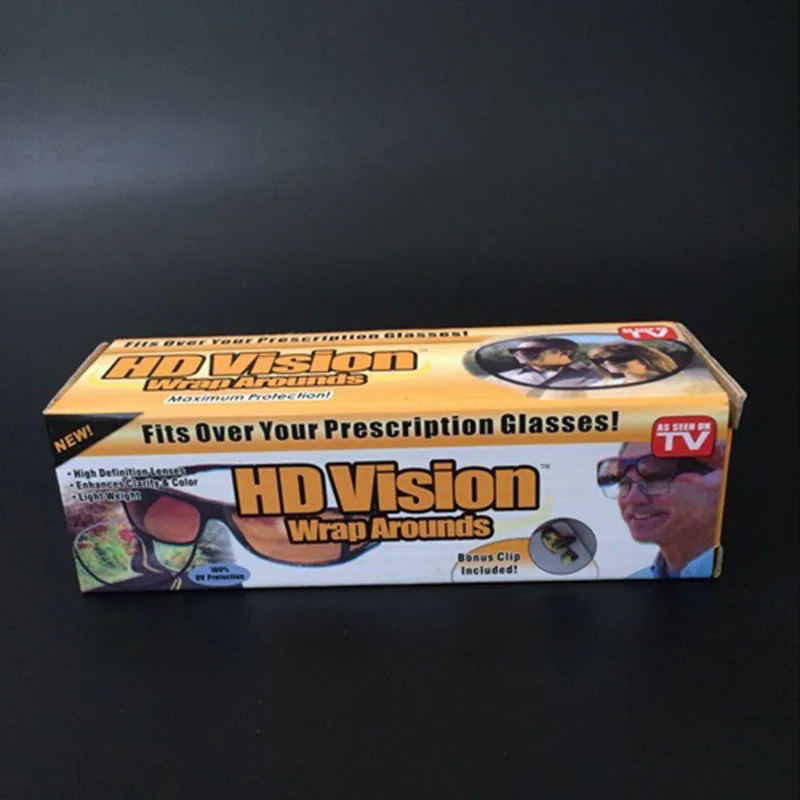 Fits Over Your Prescription Glasses!
HD Vision™
Wrap Arounds
Maximum Protection!
AS SEEN ON
TV
NEW!
Fits Over Your Prescription Glasses!
AS SEEN ON
TV
• High Definition Lenses
• Enhances Clarity & Color
• Light Weight
HD Vision™
Wrap Arounds
100%
UV Protection
Bonus Clip
Included!